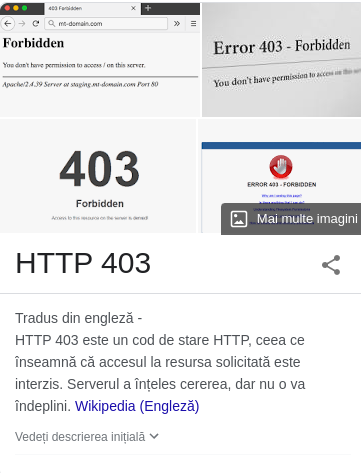 403 Forbidden
mt-domain.com
Search
Forbidden
You don't have permission to access / on this server.
Apache/2.4.39 Server at staging.mt-domain.com Port 80
Error 403 - Forbidden
You don't have permission to access on this
403
Forbidden
Access to this resource on the server is denied!
ERROR 403 - FORBIDDEN
Mai multe imagini
HTTP 403
Tradus din engleză -
HTTP 403 este un cod de stare HTTP, ceea ce
înseamnă că accesul la resursa solicitată este
interzis. Serverul a înțeles cererea, dar nu o va
îndeplini. Wikipedia (Engleză)
Vedeți descrierea inițială